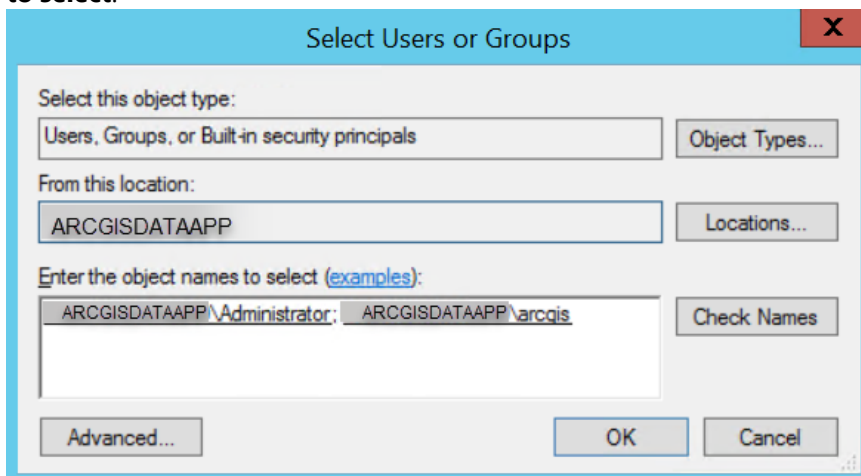 to select.
Select Users or Groups
X
Select this object type:
Users, Groups, or Built-in security principals
Object Types...
From this location:
ARCGISDATAAPP
Locations...
Enter the object names to select (examples):
ARCGISDATAAPP\Administrator; ARCGISDATAAPP\arcgis
Check Names
Advanced...
OK
Cancel